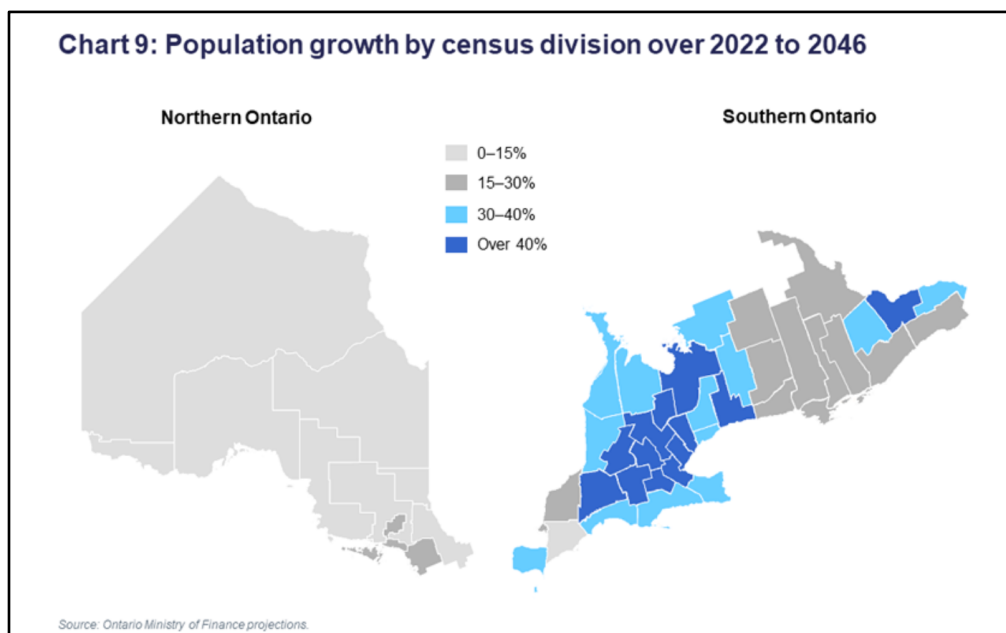 Chart 9: Population growth by census division over 2022 to 2046
Northern Ontario
Southern Ontario
0–15%
15–30%
30–40%
Over 40%
Source: Ontario Ministry of Finance projections.